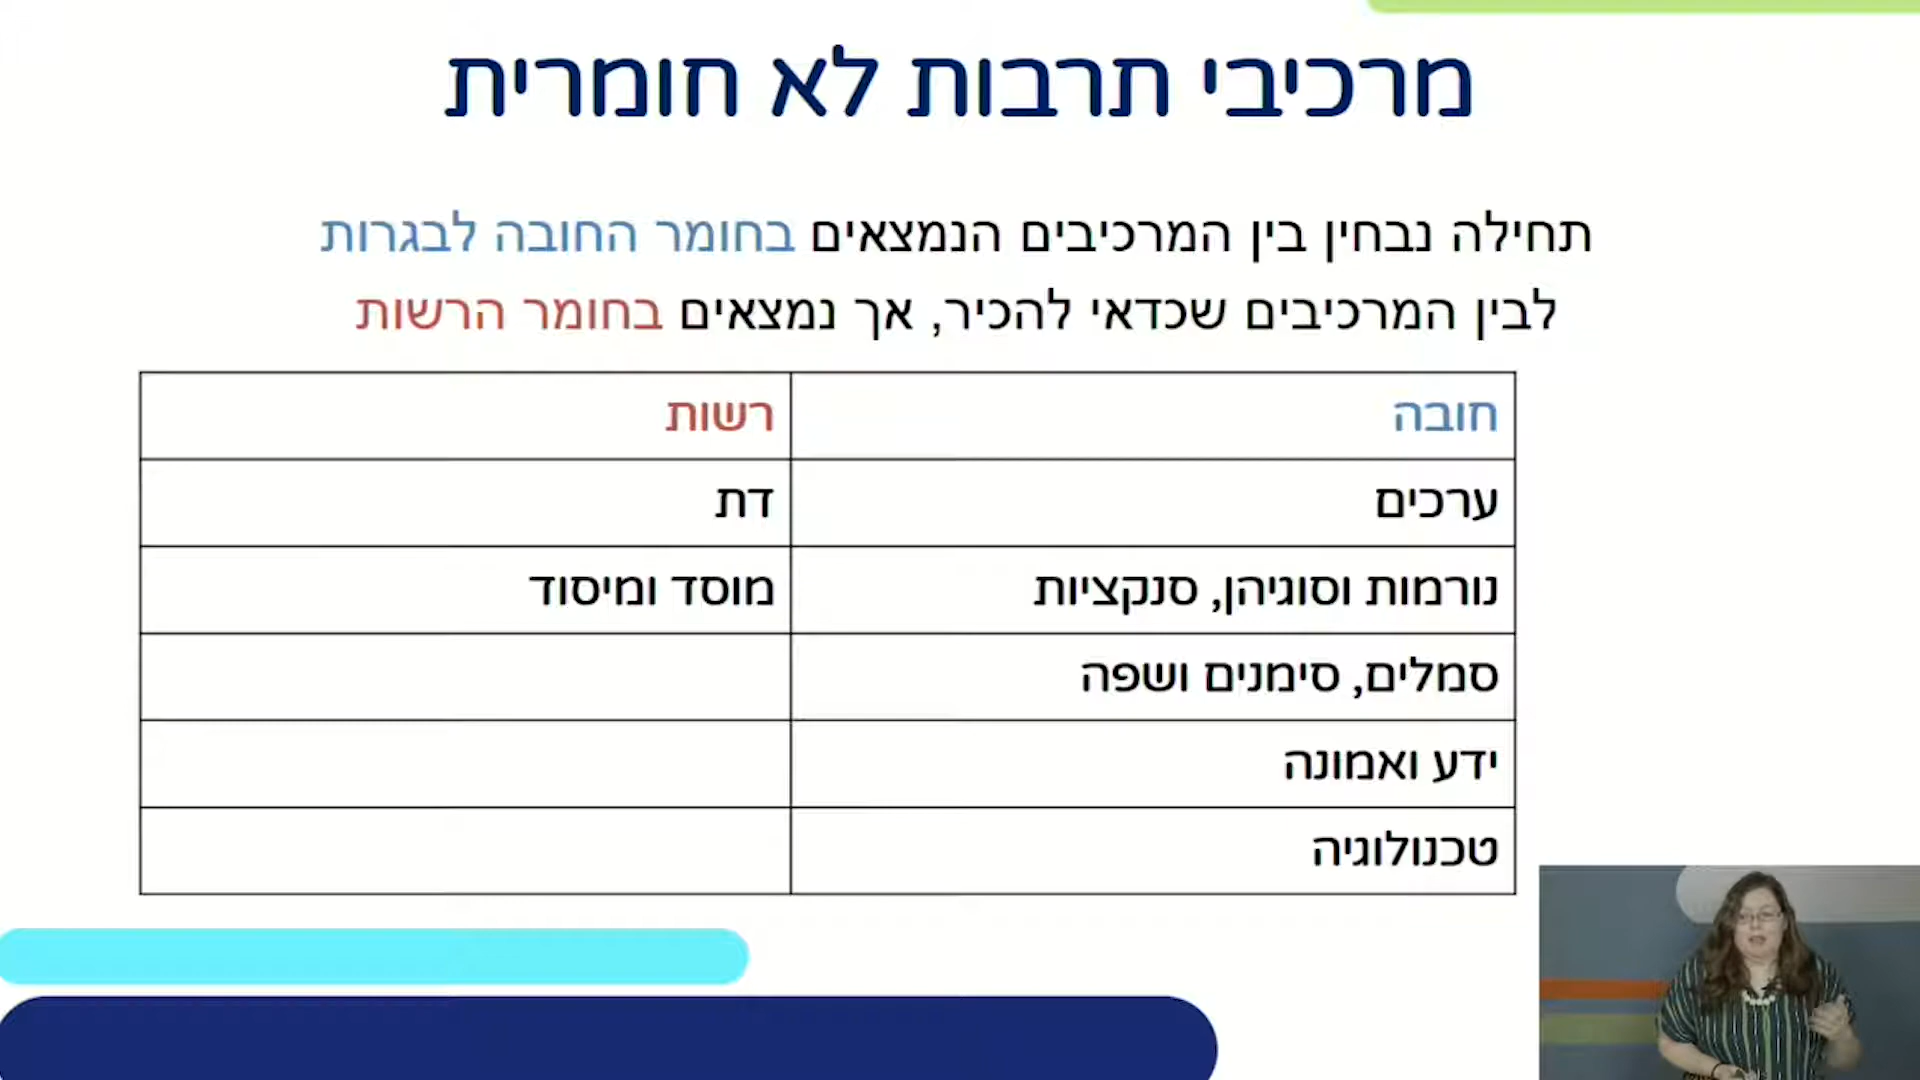 מרכיבי תרבות לא חומרית
תחילה נבחין בין המרכיבים הנמצאים בחומר החובה לבגרות
לבין המרכיבים שכדאי להכיר, אך נמצאים בחומר הרשות
חובה רשות
ערכים דת
נורמות וסוגיהן, סנקציות מוסד ומיסוד
סמלים, סימנים ושפה
ידע ואמונה
טכנולוגיה